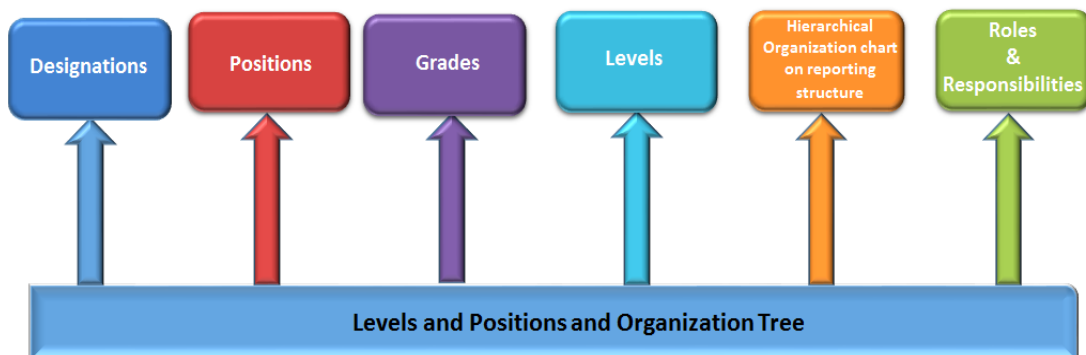 Designations
Positions
Grades
Levels
Hierarchical
Organization chart
on reporting
structure
Roles
&
Responsibilities
Levels and Positions and Organization Tree